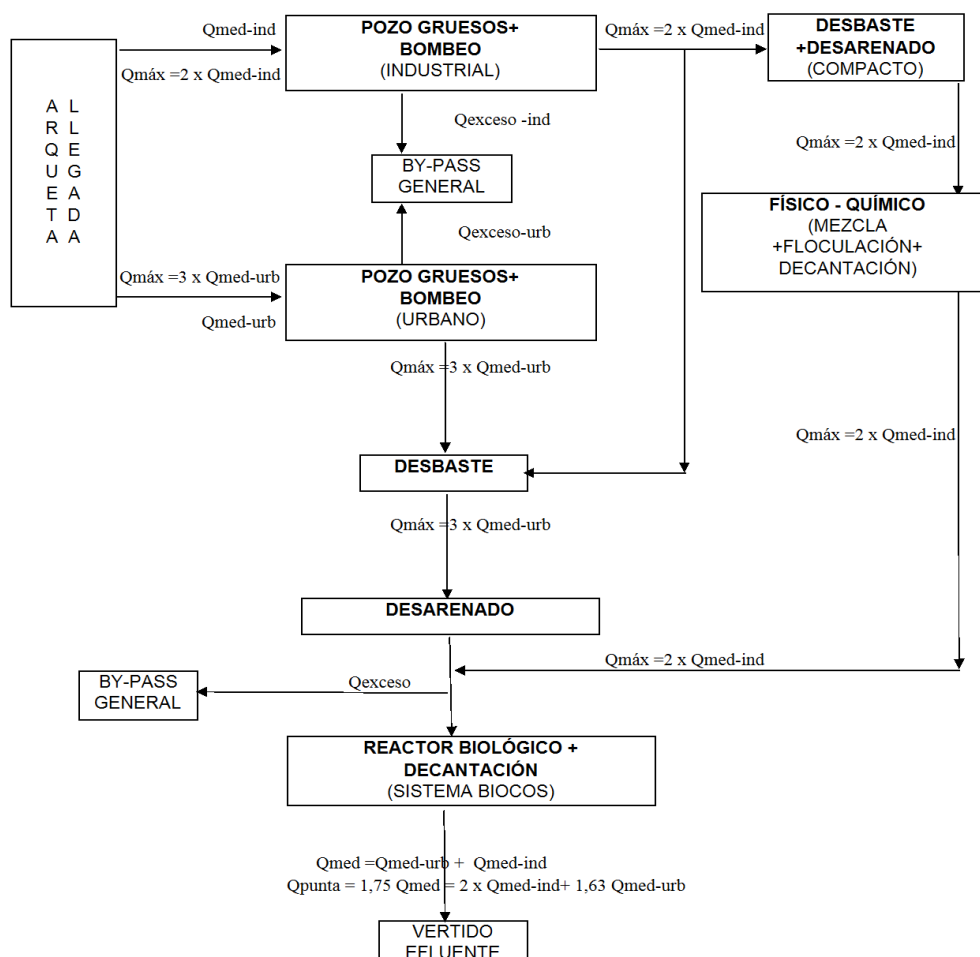 ARQUETA
LLEGADA
Qmed-ind
Qmáx =2 x Qmed-ind
POZO GRUESOS+
BOMBEO
(INDUSTRIAL)
Qmáx =2 x Qmed-ind
DESBASTE
+DESARENADO
(COMPACTO)
Qexceso -ind
Qmáx =2 x Qmed-ind
BY-PASS
GENERAL
FÍSICO - QUÍMICO
(MEZCLA
+FLOCULACIÓN+
DECANTACIÓN)
Qexceso-urb
Qmáx =3 x Qmed-urb
Qmed-urb
POZO GRUESOS+
BOMBEO
(URBANO)
Qmáx =3 x Qmed-urb
Qmáx =2 x Qmed-ind
DESBASTE
Qmáx =3 x Qmed-urb
DESARENADO
Qmáx =2 x Qmed-ind
BY-PASS
GENERAL
Qexceso
REACTOR BIOLÓGICO +
DECANTACIÓN
(SISTEMA BIOCOS)
Qmed =Qmed-urb + Qmed-ind
Qpunta = 1,75 Qmed = 2 x Qmed-ind+ 1,63 Qmed-urb
VERTIDO
EFLUENTE